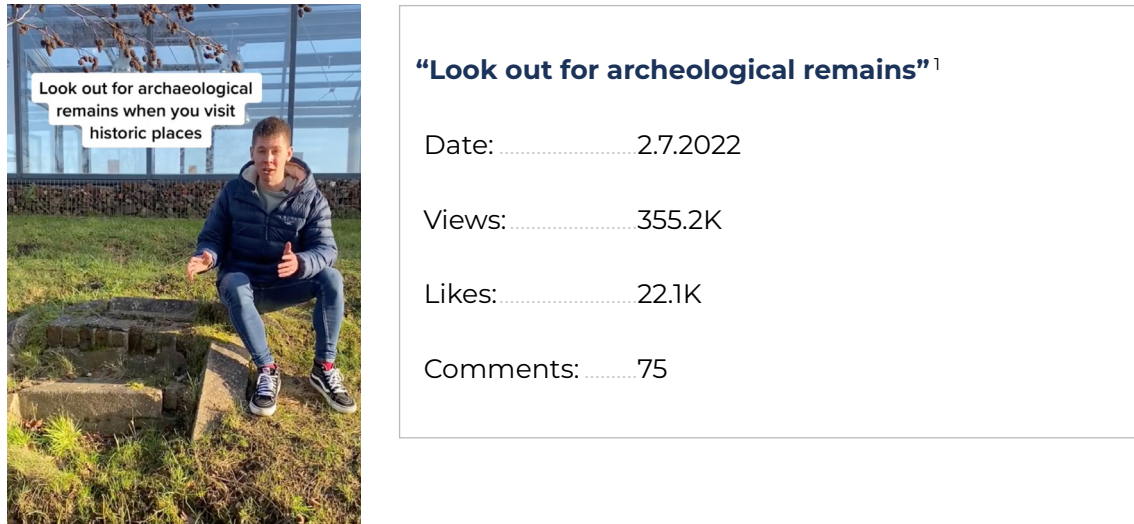 Look out for archaeological
remains when you visit
historic places
“Look out for archeological remains” 1
Date: 2.7.2022
Views: 355.2K
Likes: 22.1K
Comments: 75